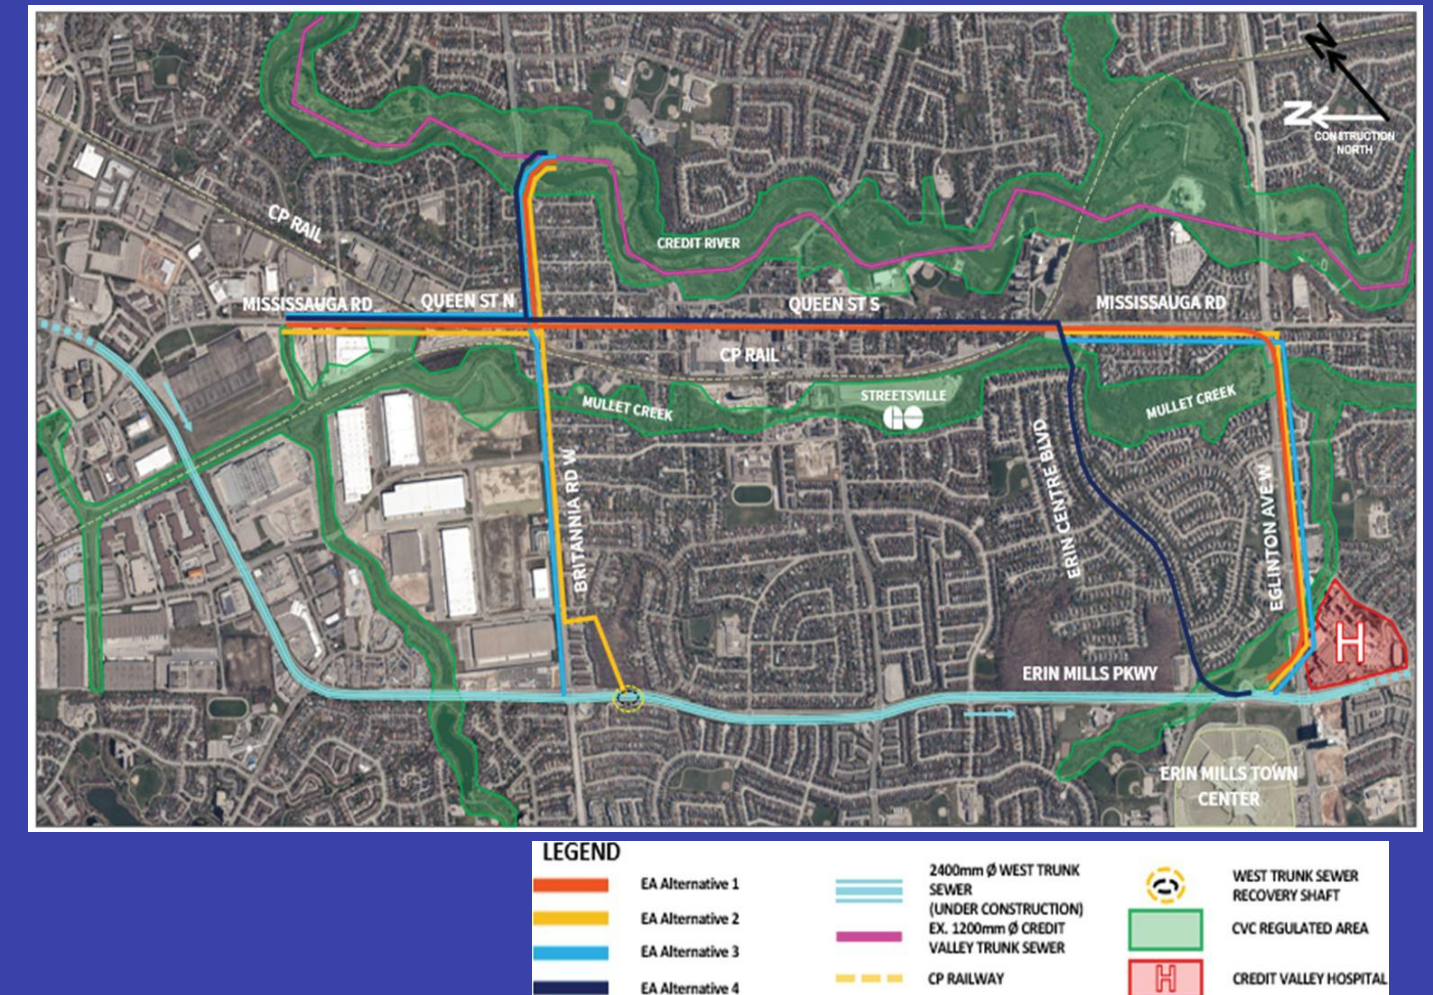 N
N
CONSTRUCTION
NORTH
CP RAIL
CREDIT RIVER
MISSISSAUGA RD
QUEEN ST N
QUEEN ST S
MISSISSAUGA RD
CP RAIL
MULLET CREEK
STREETSVILLE
GO
MULLET CREEK
BRITANNIA RD W
ERIN CENTRE BLVD
EGLINTON AVE W
H
ERIN MILLS PKWY
ERIN MILLS TOWN
CENTER
LEGEND
EA Alternative 1
EA Alternative 2
EA Alternative 3
EA Alternative 4
2400mm Ø WEST TRUNK
SEWER
(UNDER CONSTRUCTION)
EX. 1200mm Ø CREDIT
VALLEY TRUNK SEWER
CP RAILWAY
WEST TRUNK SEWER
RECOVERY SHAFT
CVC REGULATED AREA
H
CREDIT VALLEY HOSPITAL